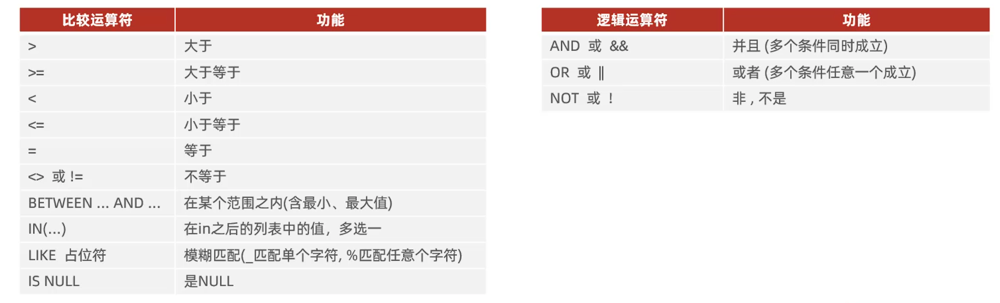 比较运算符 功能
> 大于
>= 大于等于
< 小于
<= 小于等于
= 等于
<> 或 != 不等于
BETWEEN ... AND ... 在某个范围之内(含最小、最大值)
IN(...) 在in之后的列表中的值，多选一
LIKE 占位符 模糊匹配(_匹配单个字符, %匹配任意个字符)
IS NULL 是NULL
逻辑运算符 功能
AND 或 && 并且 (多个条件同时成立)
OR 或 || 或者 (多个条件任意一个成立)
NOT 或 ! 非 , 不是